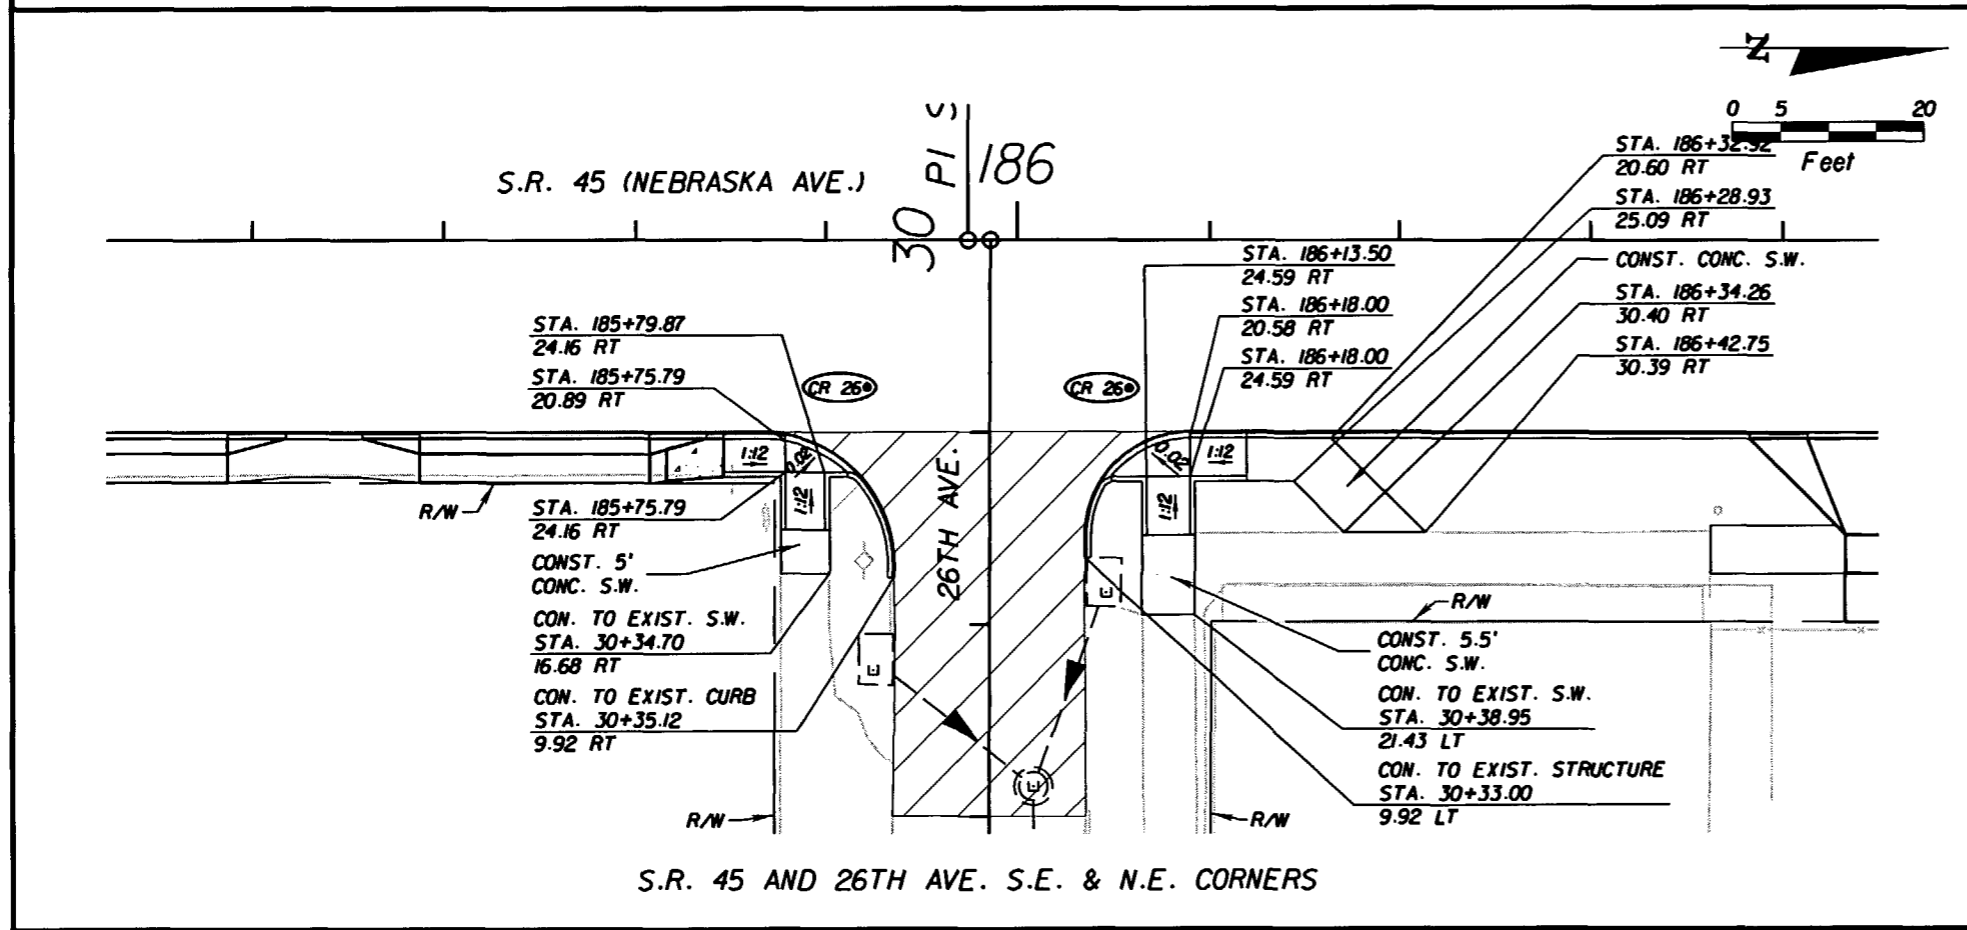 N
0 5 20
Feet
S.R. 45 (NEBRASKA AVE.)
30
PI S
186
STA. 186+32.92
20.60 RT
STA. 186+28.93
25.09 RT
CONST. CONC. S.W.
STA. 186+34.26
30.40 RT
STA. 186+42.75
30.39 RT
STA. 186+13.50
24.59 RT
STA. 186+18.00
20.58 RT
STA. 186+18.00
24.59 RT
STA. 185+79.87
24.16 RT
STA. 185+75.79
20.89 RT
CR 26
CR 26
1:12
0.02
1:12
0.02
1:12
1:12
R/W
STA. 185+75.79
24.16 RT
CONST. 5'
CONC. S.W.
CON. TO EXIST. S.W.
STA. 30+34.70
16.68 RT
CON. TO EXIST. CURB
STA. 30+35.12
9.92 RT
26TH AVE.
E
E
E
R/W
CONST. 5.5'
CONC. S.W.
CON. TO EXIST. S.W.
STA. 30+38.95
21.43 LT
CON. TO EXIST. STRUCTURE
STA. 30+33.00
9.92 LT
R/W
R/W
S.R. 45 AND 26TH AVE. S.E. & N.E. CORNERS